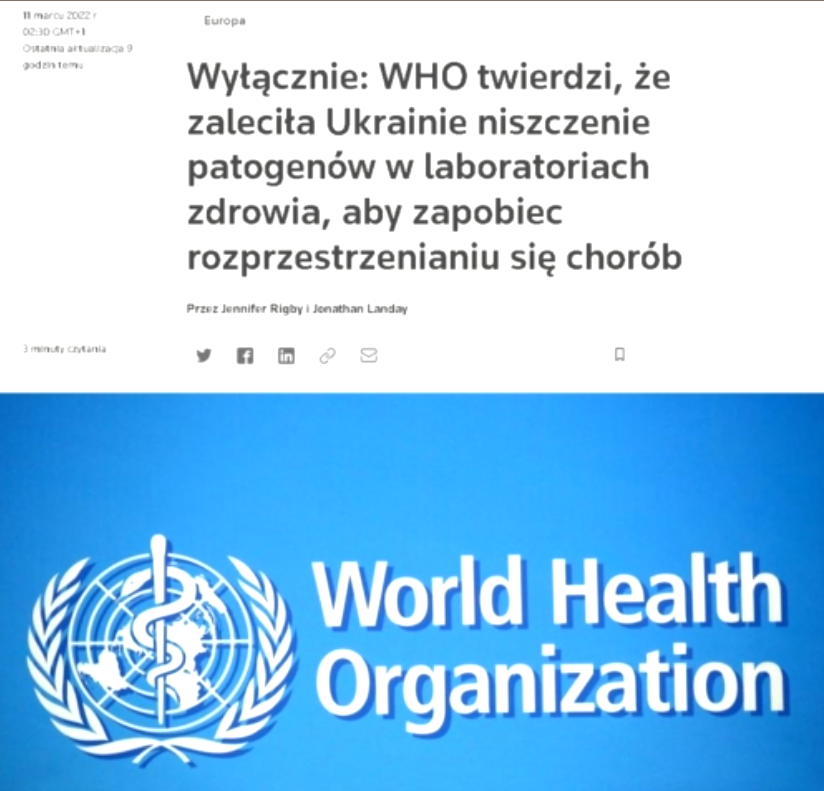 11 marcu 2022 r
02:30 GMT+1
Ostatnia aktualizacja 9
godzin temu
Europa
Wyłącznie: WHO twierdzi, że
zaleciła Ukrainie niszczenie
patogenów w laboratoriach
zdrowia, aby zapobiec
rozprzestrzenianiu się chorób
Przez Jennifer Rigby i Jonathan Landay
3 minuty czytania
World Health
Organization